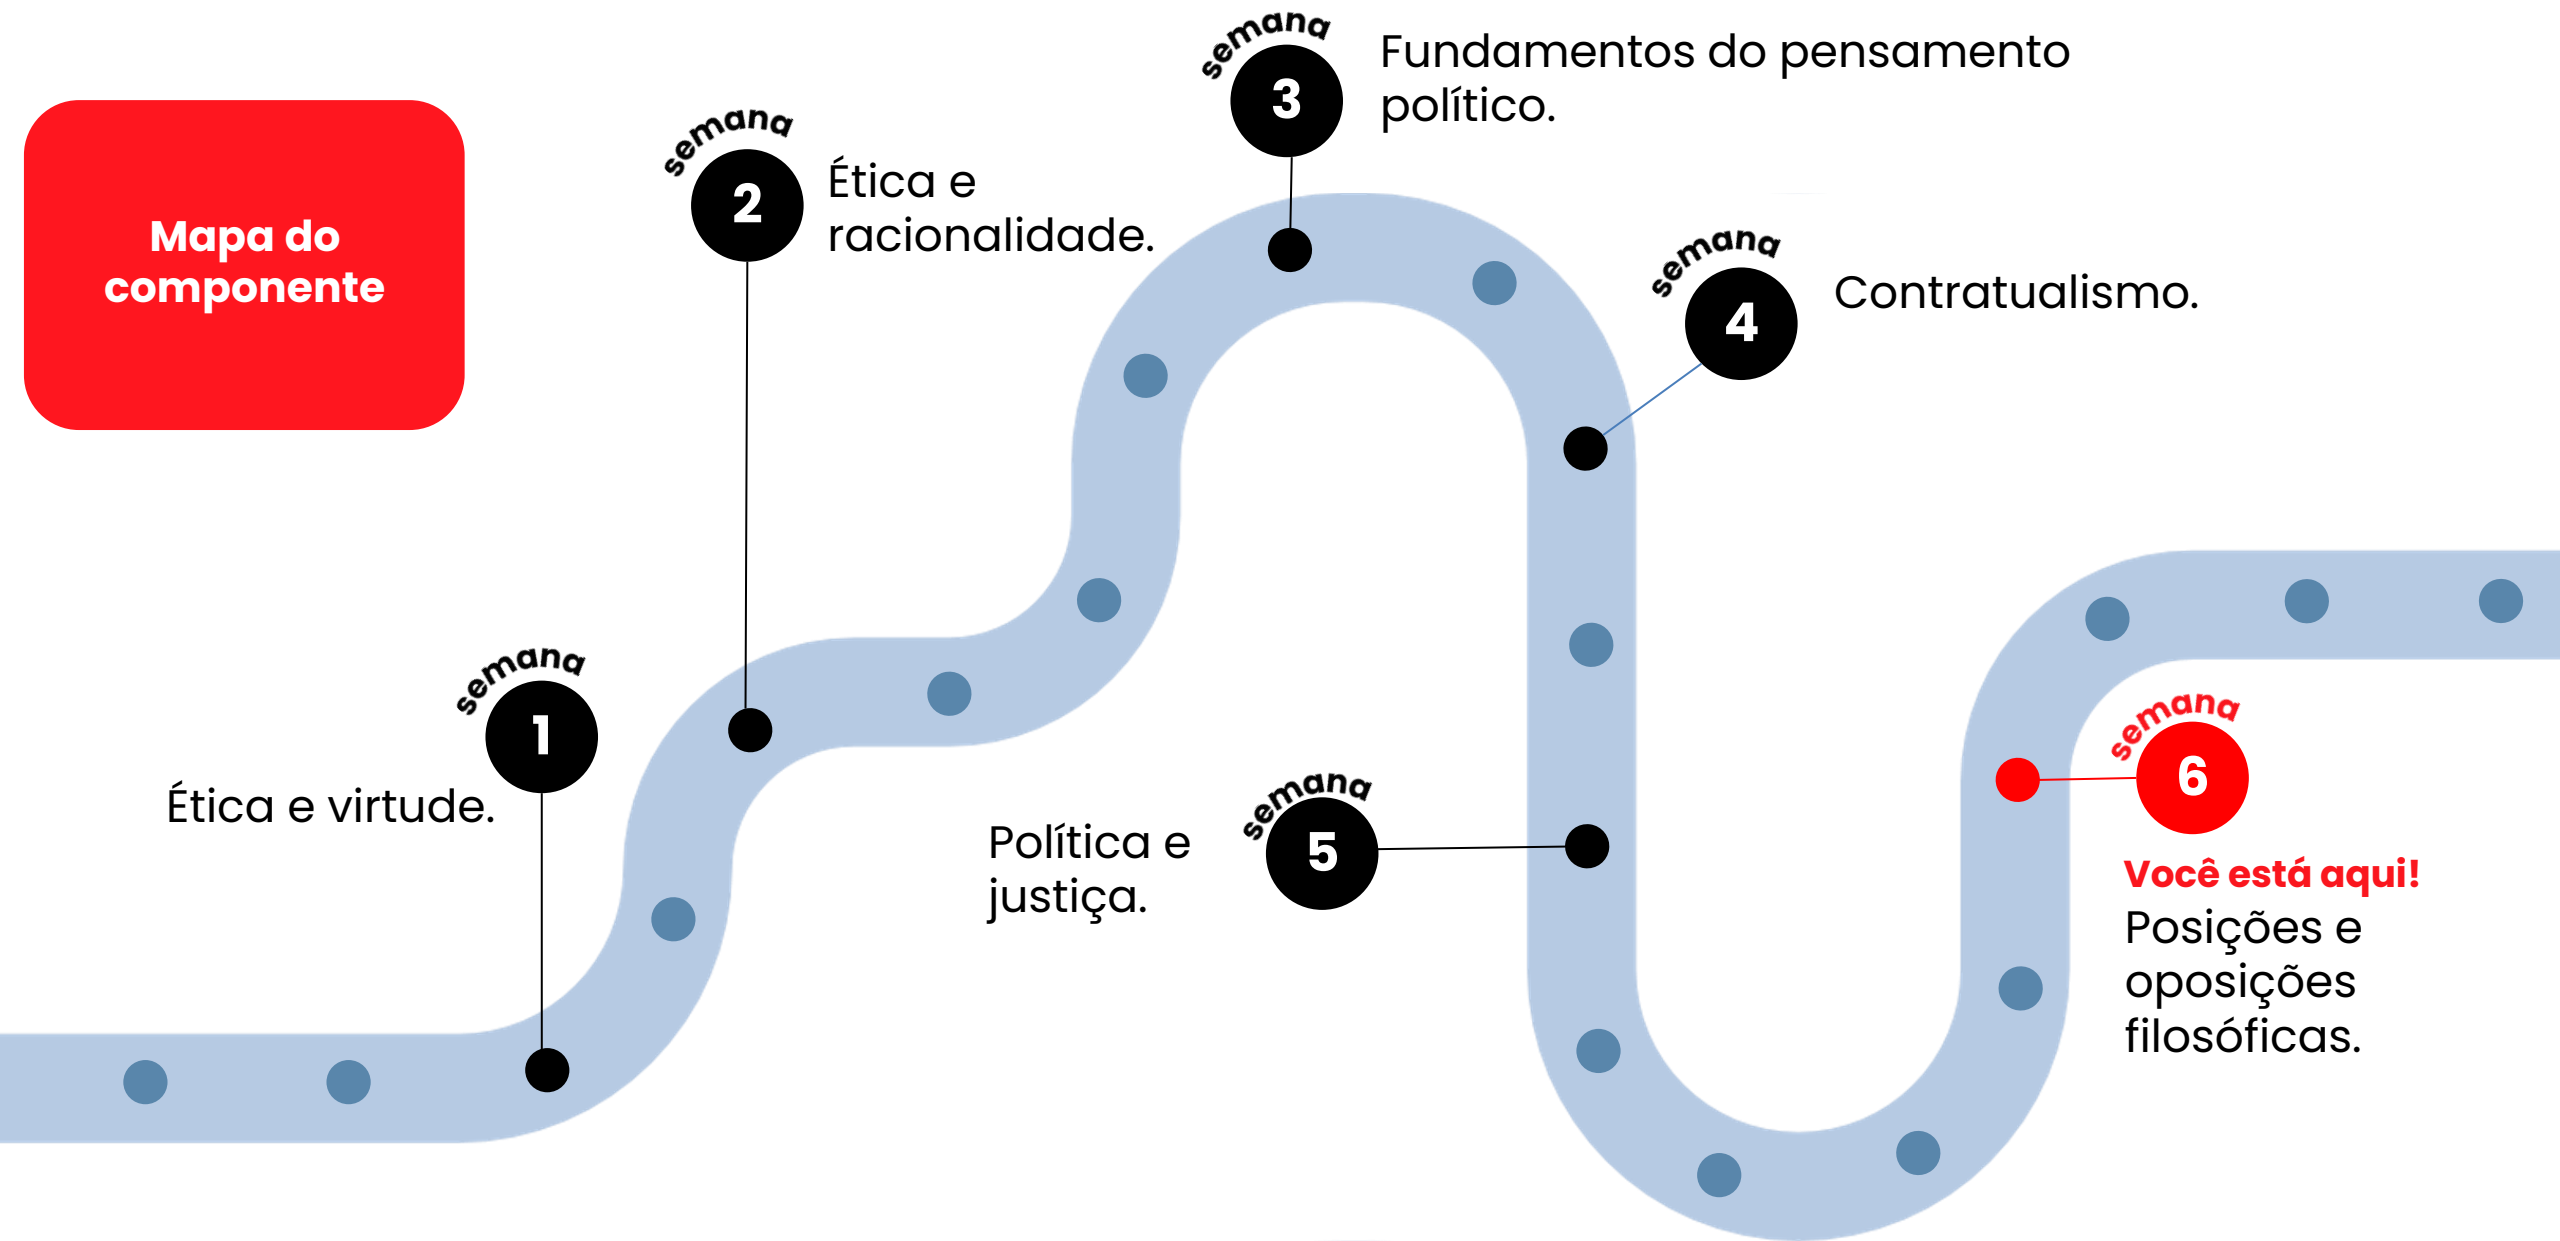 Mapa do
componente
semana
1
Ética e virtude.
semana
2
Ética e
racionalidade.
semana
3
Fundamentos do pensamento
político.
semana
4
Contratualismo.
semana
5
Política e
justiça.
semana
6
Você está aqui!
Posições e
oposições
filosóficas.